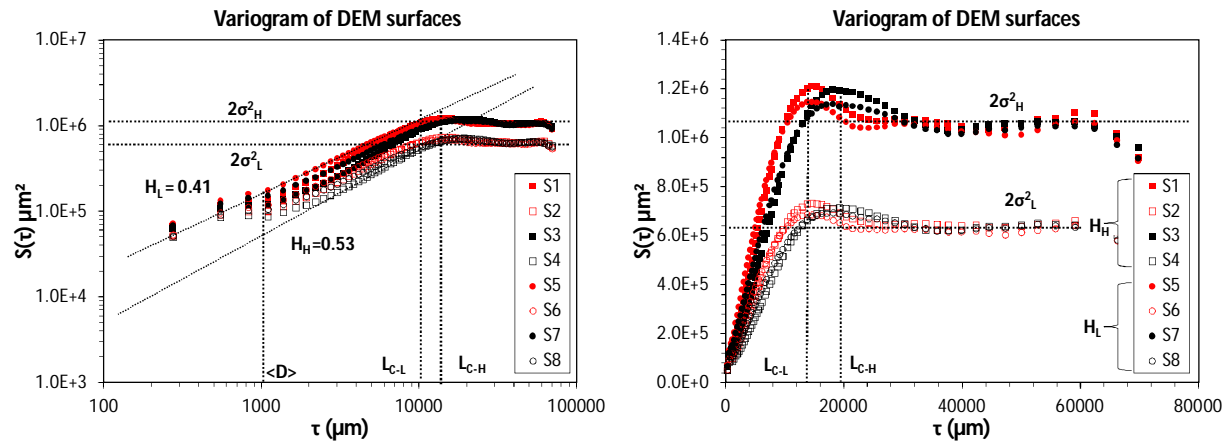 Variogram of DEM surfaces
1.0E+7
1.0E+6
1.0E+5
1.0E+4
1.0E+3
S(τ) µm²
2σ²H
2σ²L
HL = 0.41
HH =0.53
<D>
LC-L
LC-H
S1
S2
S3
S4
S5
S6
S7
S8
100
1000
10000
100000
τ (µm)
Variogram of DEM surfaces
1.4E+6
1.2E+6
1.0E+6
8.0E+5
6.0E+5
4.0E+5
2.0E+5
0.0E+0
S(τ) µm²
2σ²H
2σ²L
LC-L
LC-H
HH
HL
S1
S2
S3
S4
S5
S6
S7
S8
0
20000
40000
60000
80000
τ (µm)